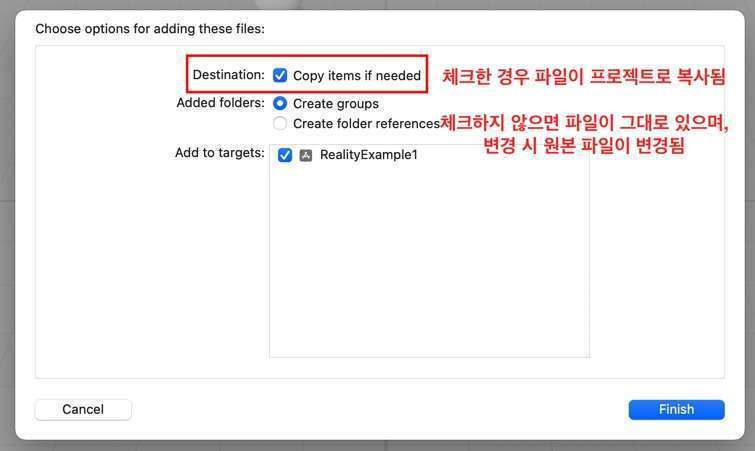 Choose options for adding these files:
Destination: Copy items if needed 체크한 경우 파일이 프로젝트로 복사됨
Added folders: Create groups
Create folder references 체크하지 않으면 파일이 그대로 있으며,
변경 시 원본 파일이 변경됨
Add to targets: RealityExample1
Cancel Finish